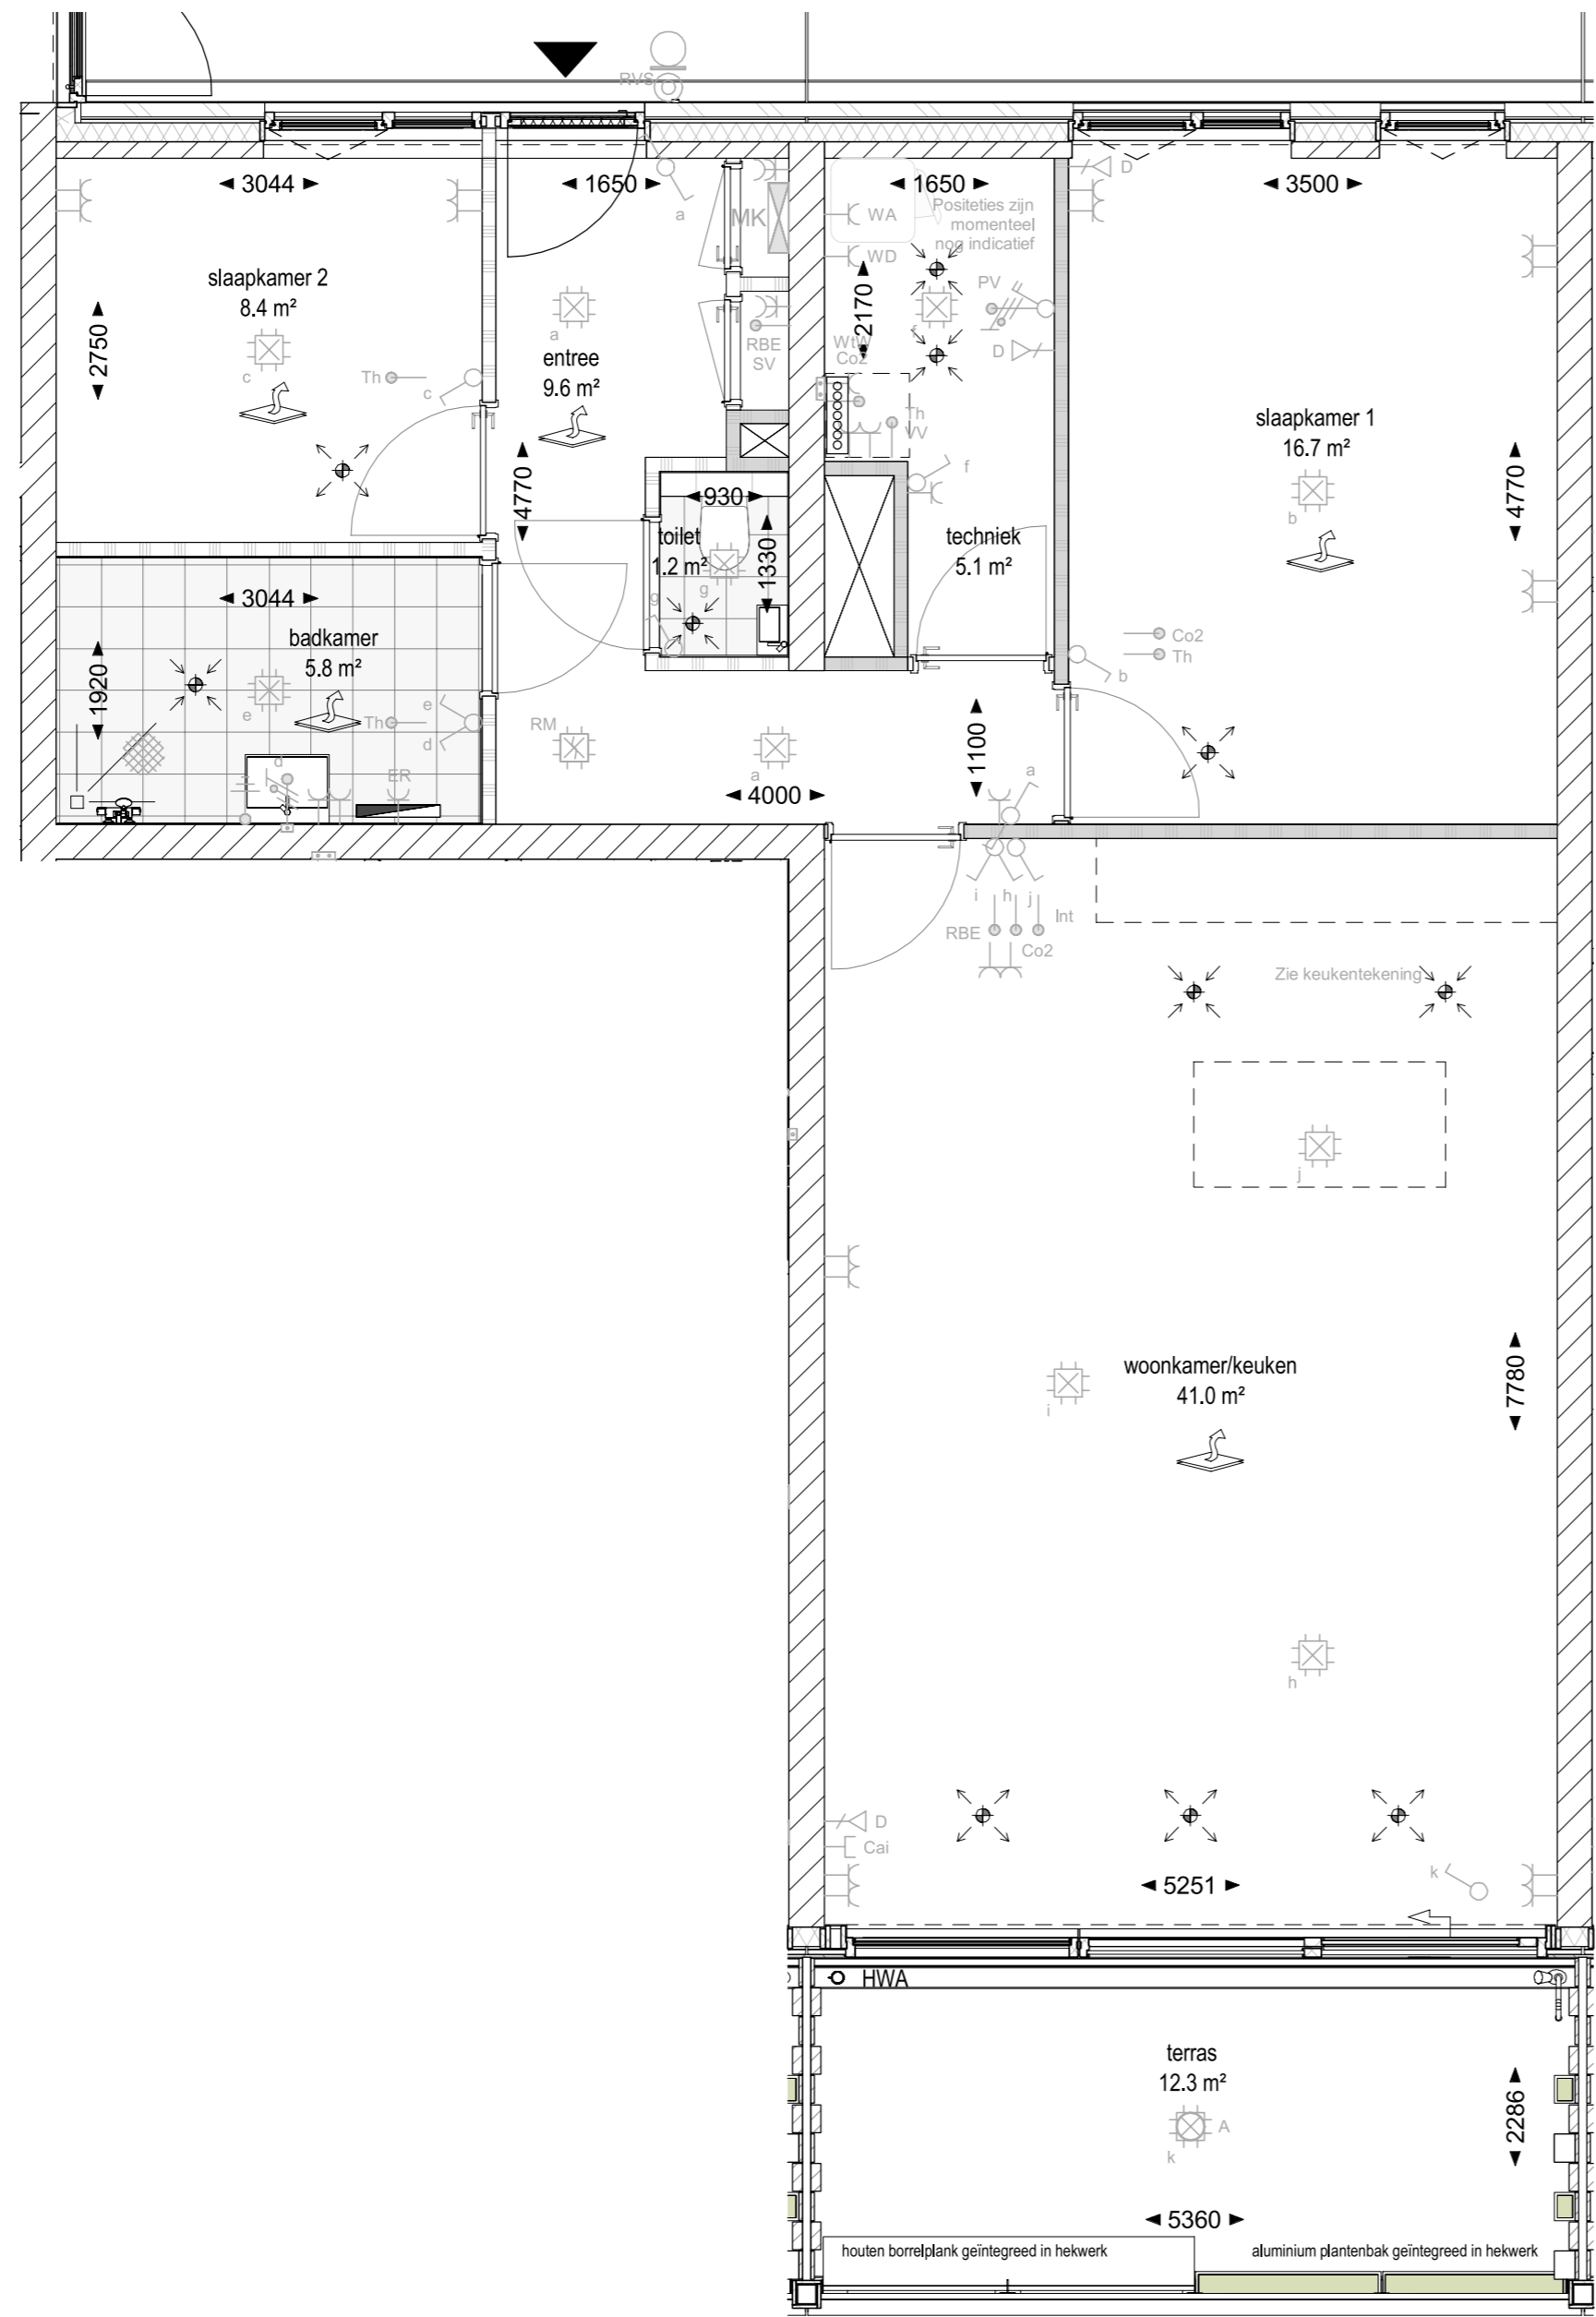 RVS
3044
1650
a
MK
WA
1650
Positeties zijn
momenteel
nog indicatief
D
3500
WD
slaapkamer 2
8.4 m²
2750
c
Th
c
a
entree
9.6 m²
RBE
SV
2170
WtW
Co2
PV
f
D
Th
VV
f
slaapkamer 1
16.7 m²
b
4770
4770
930
toilet
1.2 m²
1330
g
g
techniek
5.1 m²
3044
badkamer
5.8 m²
1920
e
Th
e
d
d
ER
RM
a
4000
1100
a
Co2
Th
b
i
h
j
RBE
Int
Co2
Zie keukentekening
j
woonkamer/keuken
41.0 m²
i
7780
h
D
Cai
5251
k
HWA
terras
12.3 m²
A
k
2286
5360
houten borrelplank geïntegreed in hekwerk
aluminium plantenbak geïntegreed in hekwerk